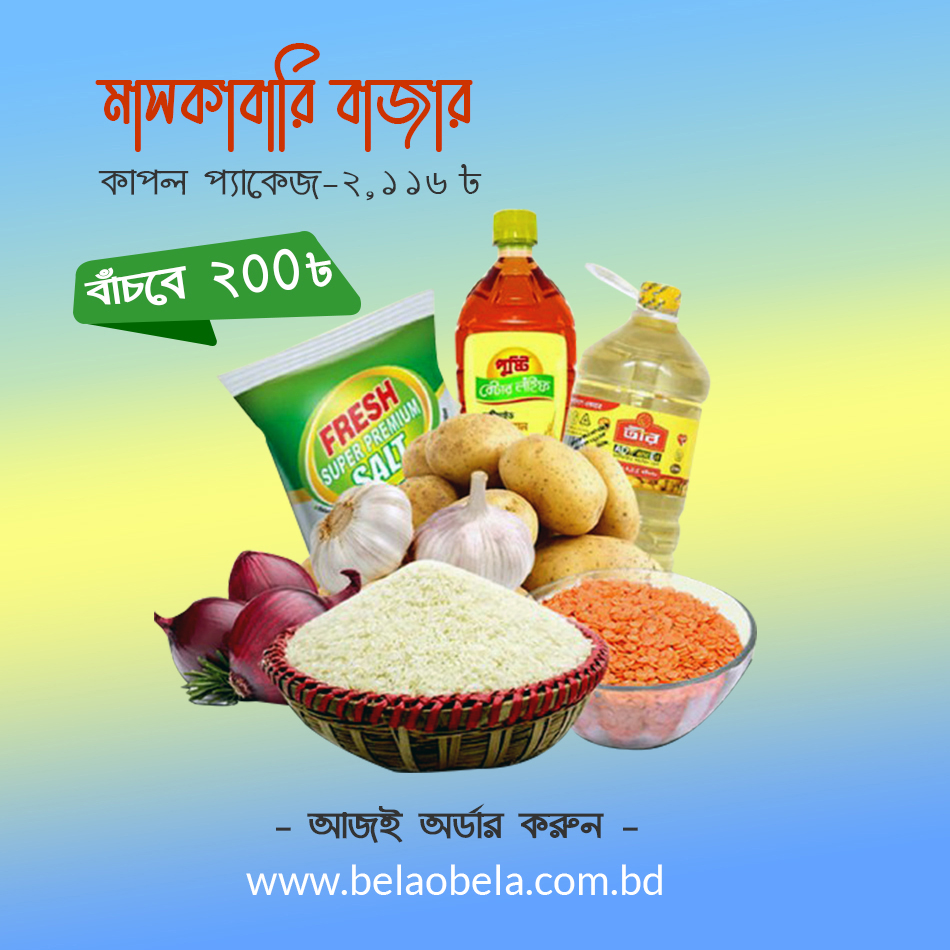 মাসকাবারি বাজার
কাপল প্যাকেজ-২,১১৬ ৳
বাঁচবে ২০০৳
পুষ্টি
FRESH
SUPER PREMIUM
SALT
তীর
- আজই অর্ডার করুন -
www.belaobela.com.bd